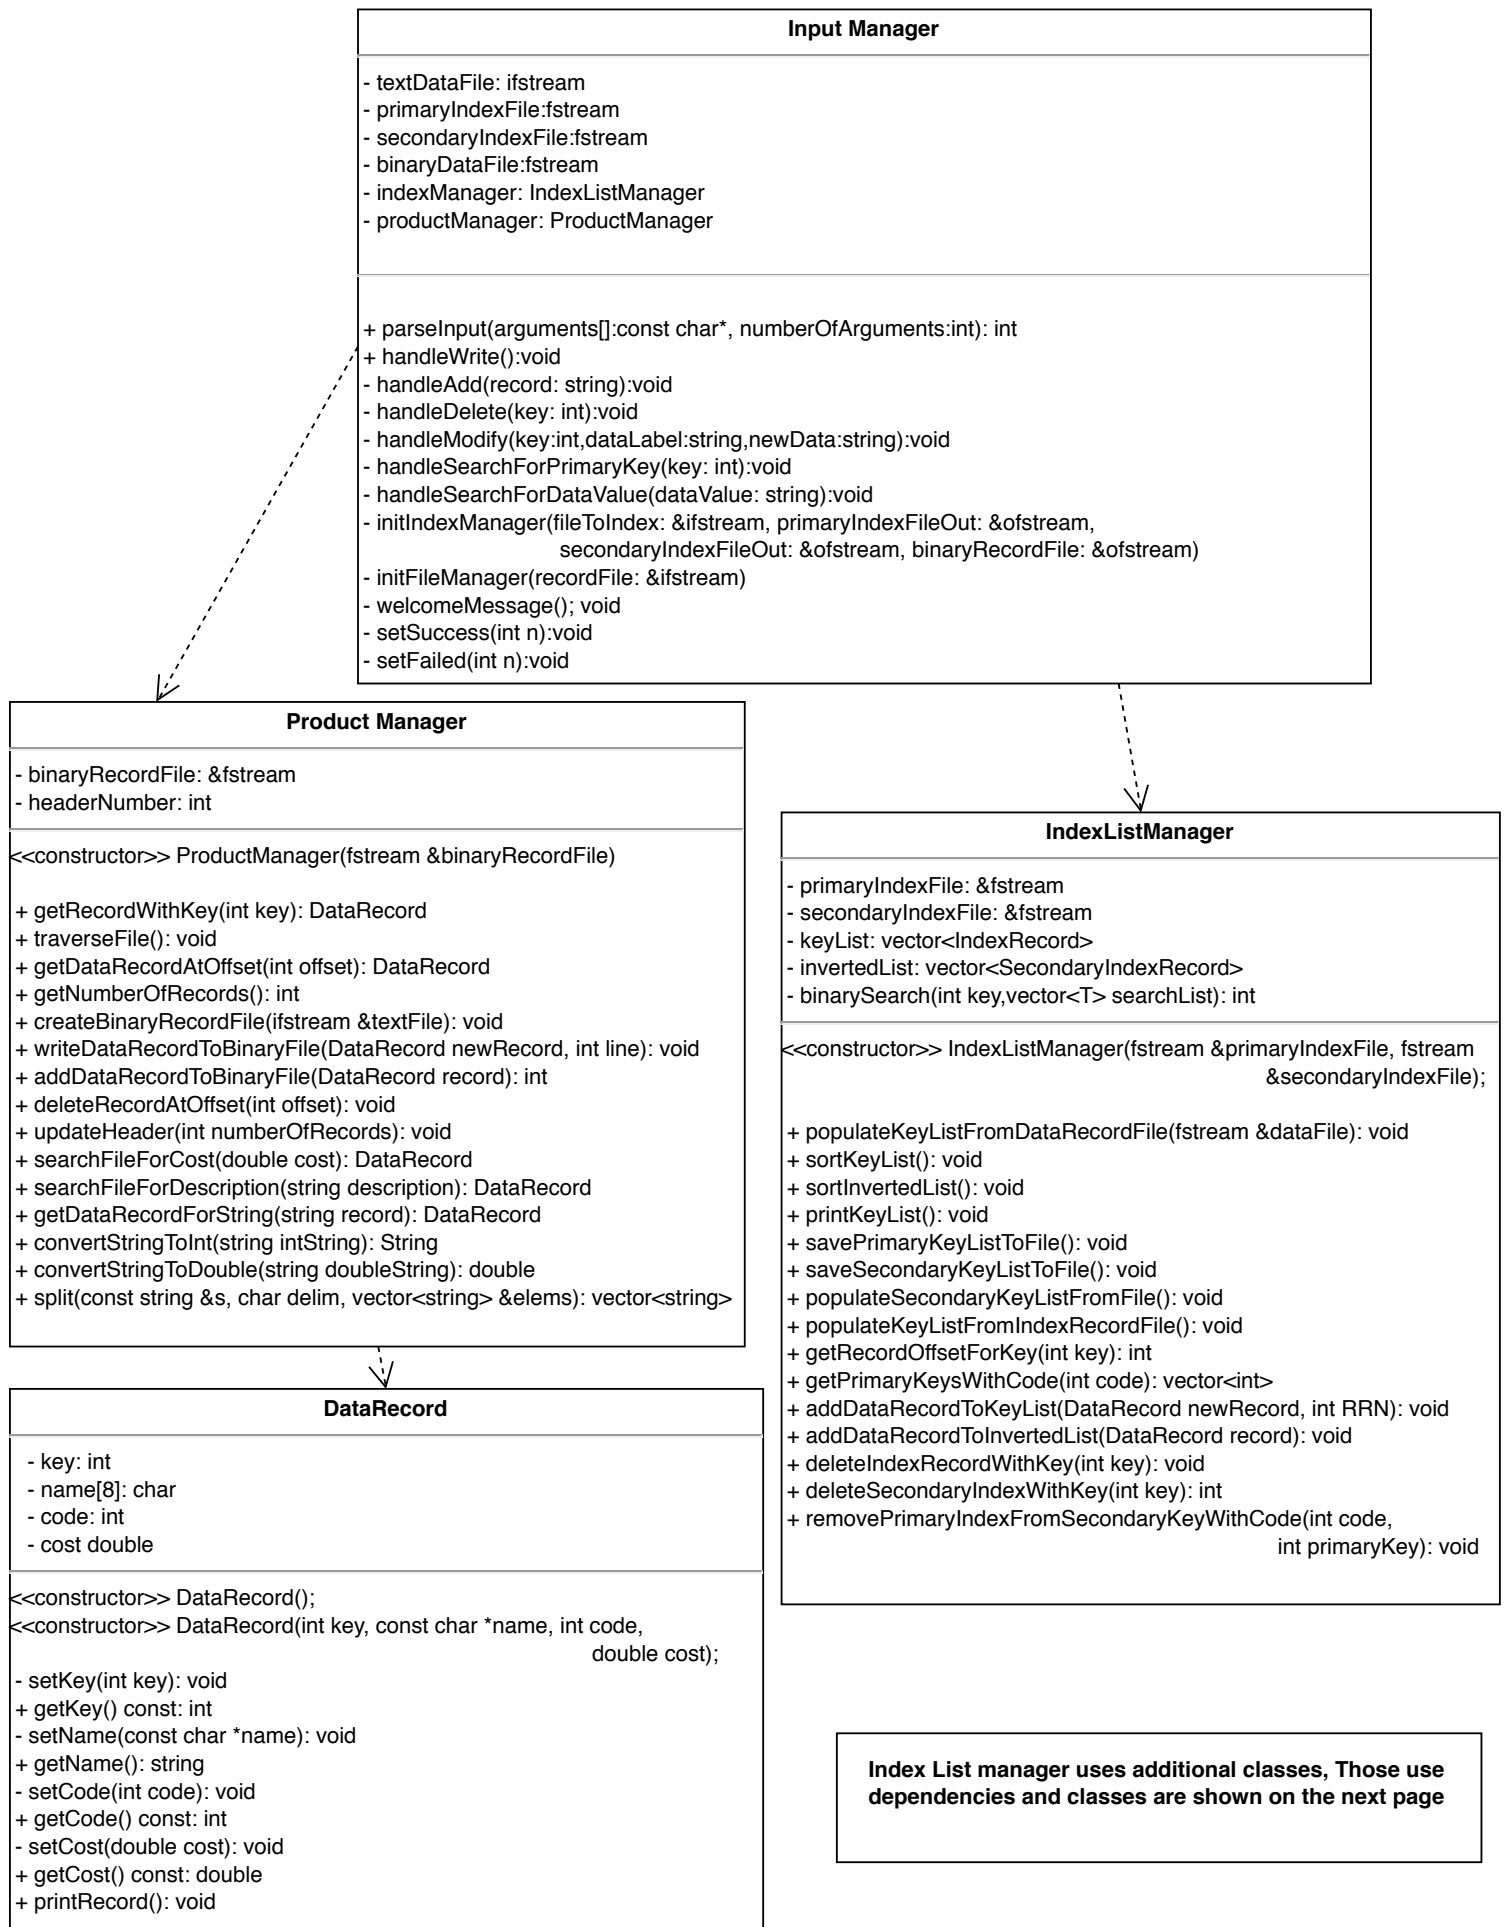 Input Manager
- textDataFile: ifstream
- primaryIndexFile:fstream
- secondaryIndexFile:fstream
- binaryDataFile:fstream
- indexManager: IndexListManager
- productManager: ProductManager
+ parseInput(arguments[]:const char*, numberOfArguments:int): int
+ handleWrite():void
- handleAdd(record: string):void
- handleDelete(key: int):void
- handleModify(key:int,dataLabel:string,newData:string):void
- handleSearchForPrimaryKey(key: int):void
- handleSearchForDataValue(dataValue: string):void
- initIndexManager(fileToIndex: &ifstream, primaryIndexFileOut: &ofstream,
secondaryIndexFileOut: &ofstream, binaryRecordFile: &ofstream)
- initFileManager(recordFile: &ifstream)
- welcomeMessage(); void
- setSuccess(int n):void
- setFailed(int n):void
Product Manager
- binaryRecordFile: &fstream
- headerNumber: int
<<constructor>> ProductManager(fstream &binaryRecordFile)
+ getRecordWithKey(int key): DataRecord
+ traverseFile(): void
+ getDataRecordAtOffset(int offset): DataRecord
+ getNumberOfRecords(): int
+ createBinaryRecordFile(ifstream &textFile): void
+ writeDataRecordToBinaryFile(DataRecord newRecord, int line): void
+ addDataRecordToBinaryFile(DataRecord record): int
+ deleteRecordAtOffset(int offset): void
+ updateHeader(int numberOfRecords): void
+ searchFileForCost(double cost): DataRecord
+ searchFileForDescription(string description): DataRecord
+ getDataRecordForString(string record): DataRecord
+ convertStringToInt(string intString): String
+ convertStringToDouble(string doubleString): double
+ split(const string &s, char delim, vector<string> &elems): vector<string>
IndexListManager
- primaryIndexFile: &fstream
- secondaryIndexFile: &fstream
- keyList: vector<IndexRecord>
- invertedList: vector<SecondaryIndexRecord>
- binarySearch(int key,vector<T> searchList): int
<<constructor>> IndexListManager(fstream &primaryIndexFile, fstream
&secondaryIndexFile);
+ populateKeyListFromDataRecordFile(fstream &dataFile): void
+ sortKeyList(): void
+ sortInvertedList(): void
+ printKeyList(): void
+ savePrimaryKeyListToFile(): void
+ saveSecondaryKeyListToFile(): void
+ populateSecondaryKeyListFromFile(): void
+ populateKeyListFromIndexRecordFile(): void
+ getRecordOffsetForKey(int key): int
+ getPrimaryKeysWithCode(int code): vector<int>
+ addDataRecordToKeyList(DataRecord newRecord, int RRN): void
+ addDataRecordToInvertedList(DataRecord record): void
+ deleteIndexRecordWithKey(int key): void
+ deleteSecondaryIndexWithKey(int key): int
+ removePrimaryIndexFromSecondaryKeyWithCode(int code,
int primaryKey): void
DataRecord
- key: int
- name[8]: char
- code: int
- cost double
<<constructor>> DataRecord();
<<constructor>> DataRecord(int key, const char *name, int code,
double cost);
- setKey(int key): void
+ getKey() const: int
- setName(const char *name): void
+ getName(): string
- setCode(int code): void
+ getCode() const: int
- setCost(double cost): void
+ getCost() const: double
+ printRecord(): void
Index List manager uses additional classes, Those use
dependencies and classes are shown on the next page